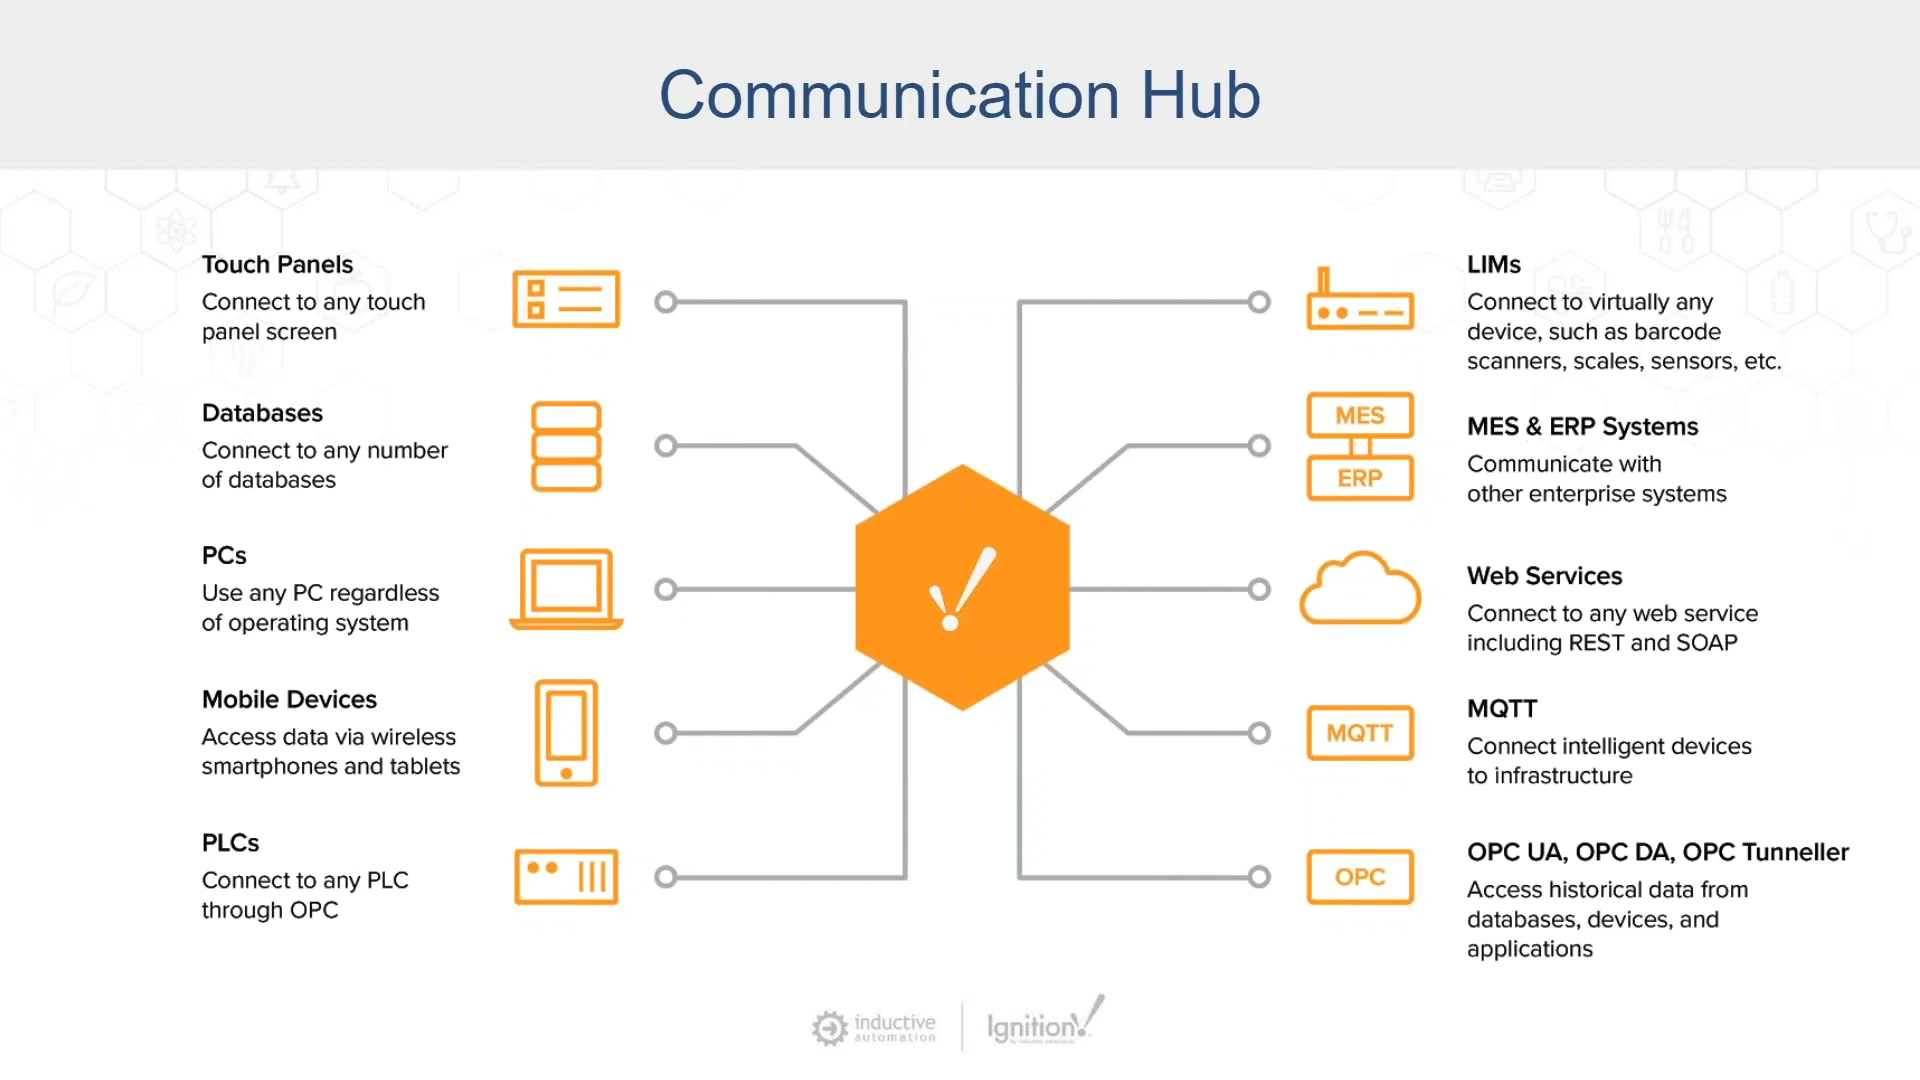 Communication Hub
Touch Panels
Connect to any touch
panel screen
Databases
Connect to any number
of databases
PCs
Use any PC regardless
of operating system
Mobile Devices
Access data via wireless
smartphones and tablets
PLCs
Connect to any PLC
through OPC
LIMs
Connect to virtually any
device, such as barcode
scanners, scales, sensors, etc.
MES
ERP
MES & ERP Systems
Communicate with
other enterprise systems
Web Services
Connect to any web service
including REST and SOAP
MQTT
MQTT
Connect intelligent devices
to infrastructure
OPC
OPC UA, OPC DA, OPC Tunneller
Access historical data from
databases, devices, and
applications
inductive
automation
Ignition
by inductive automation